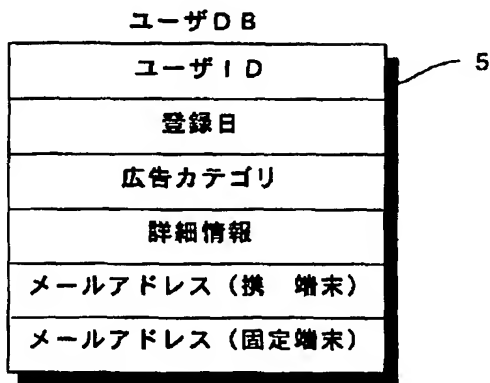 ユーザDB
5
ユーザID
登録日
広告カテゴリ
詳細情報
メールアドレス(携 端末)
メールアドレス(固定端末)